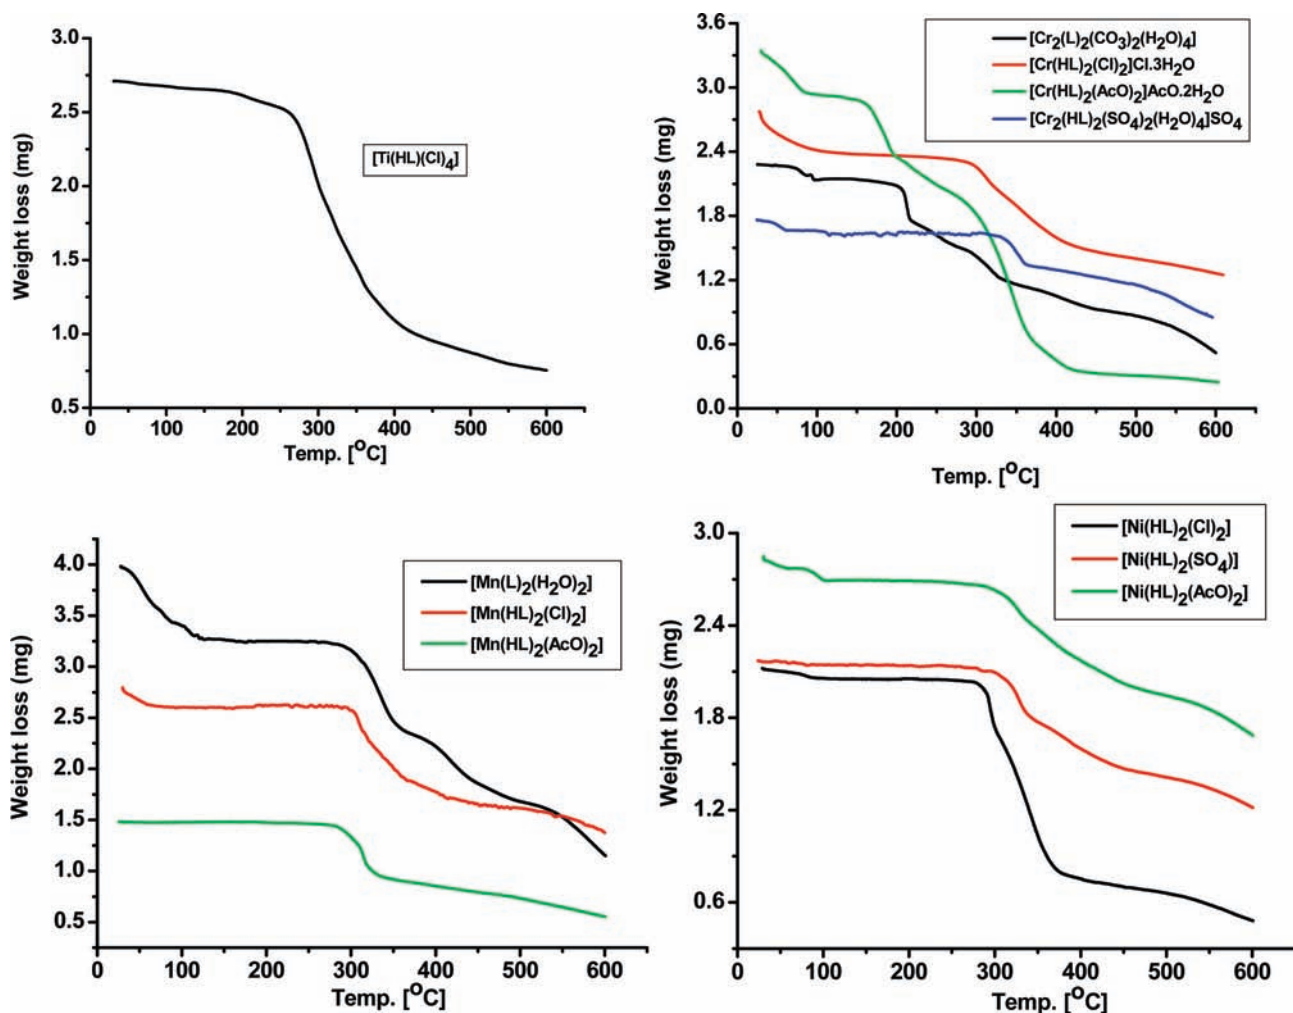 3.0
2.5
2.0
1.5
1.0
0.5
Weight loss (mg)
[Ti(HL)(Cl)4]
0 100 200 300 400 500 600
Temp. [OC]
3.6
3.0
2.4
1.8
1.2
0.6
0.0
Weight loss (mg)
[Cr2(L)2(CO3)2(H2O)4]
[Cr(HL)2(Cl)2]Cl.3H2O
[Cr(HL)2(AcO)2]AcO.2H2O
[Cr2(HL)2(SO4)2(H2O)4]SO4
0 100 200 300 400 500 600
Temp. [OC]
4.0
3.5
3.0
2.5
2.0
1.5
1.0
0.5
Weight loss (mg)
[Mn(L)2(H2O)2]
[Mn(HL)2(Cl)2]
[Mn(HL)2(AcO)2]
0 100 200 300 400 500 600
Temp. [OC]
3.0
2.4
1.8
1.2
0.6
Weight loss (mg)
[Ni(HL)2(Cl)2]
[Ni(HL)2(SO4)]
[Ni(HL)2(AcO)2]
0 100 200 300 400 500 600
Temp. [OC]